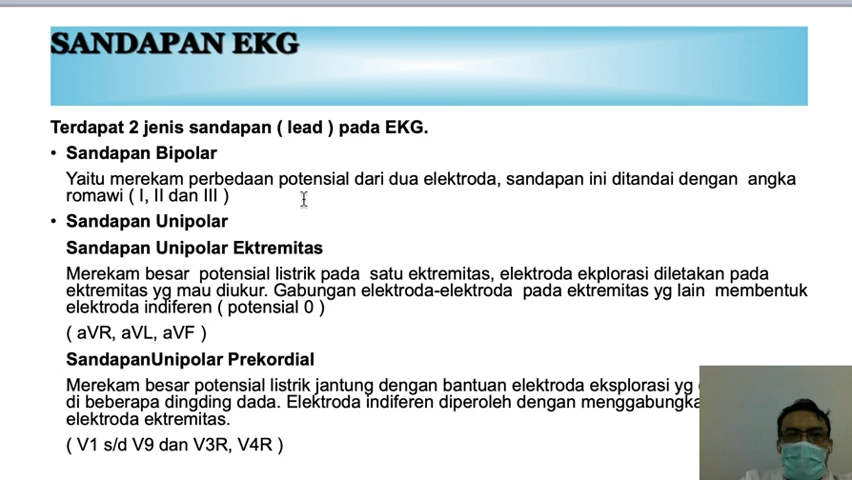 SANDAPAN EKG
Terdapat 2 jenis sandapan ( lead ) pada EKG.
• Sandapan Bipolar
Yaitu merekam perbedaan potensial dari dua elektroda, sandapan ini ditandai dengan angka
romawi ( I, II dan III )
• Sandapan Unipolar
Sandapan Unipolar Ektremitas
Merekam besar potensial listrik pada satu ektremitas, elektroda ekplorasi diletakan pada
ektremitas yg mau diukur. Gabungan elektroda-elektroda pada ektremitas yg lain membentuk
elektroda indiferen ( potensial 0 )
( aVR, aVL, aVF )
SandapanUnipolar Prekordial
Merekam besar potensial listrik jantung dengan bantuan elektroda eksplorasi yg
di beberapa dingding dada. Elektroda indiferen diperoleh dengan menggabungka
elektroda ektremitas.
( V1 s/d V9 dan V3R, V4R )